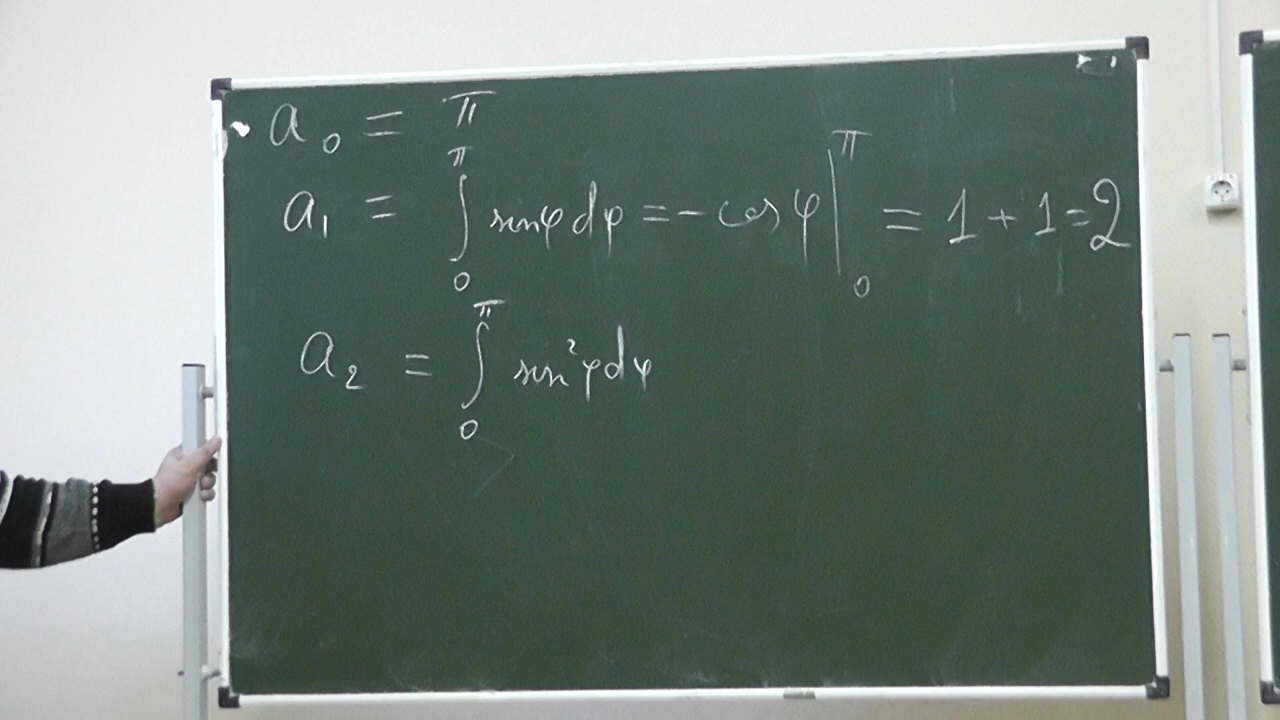 a₀ = π
a₁ = ∫₀^π sinφ dφ = - cos φ |₀^π = 1 + 1 = 2
a₂ = ∫₀^π sin²φ dφ